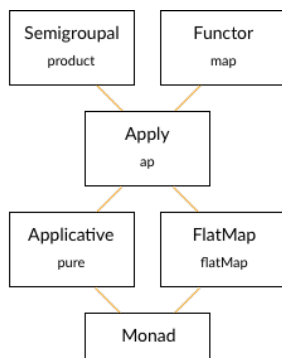 Semigroupal
product
Functor
map
Apply
ap
Applicative
pure
FlatMap
flatMap
Monad